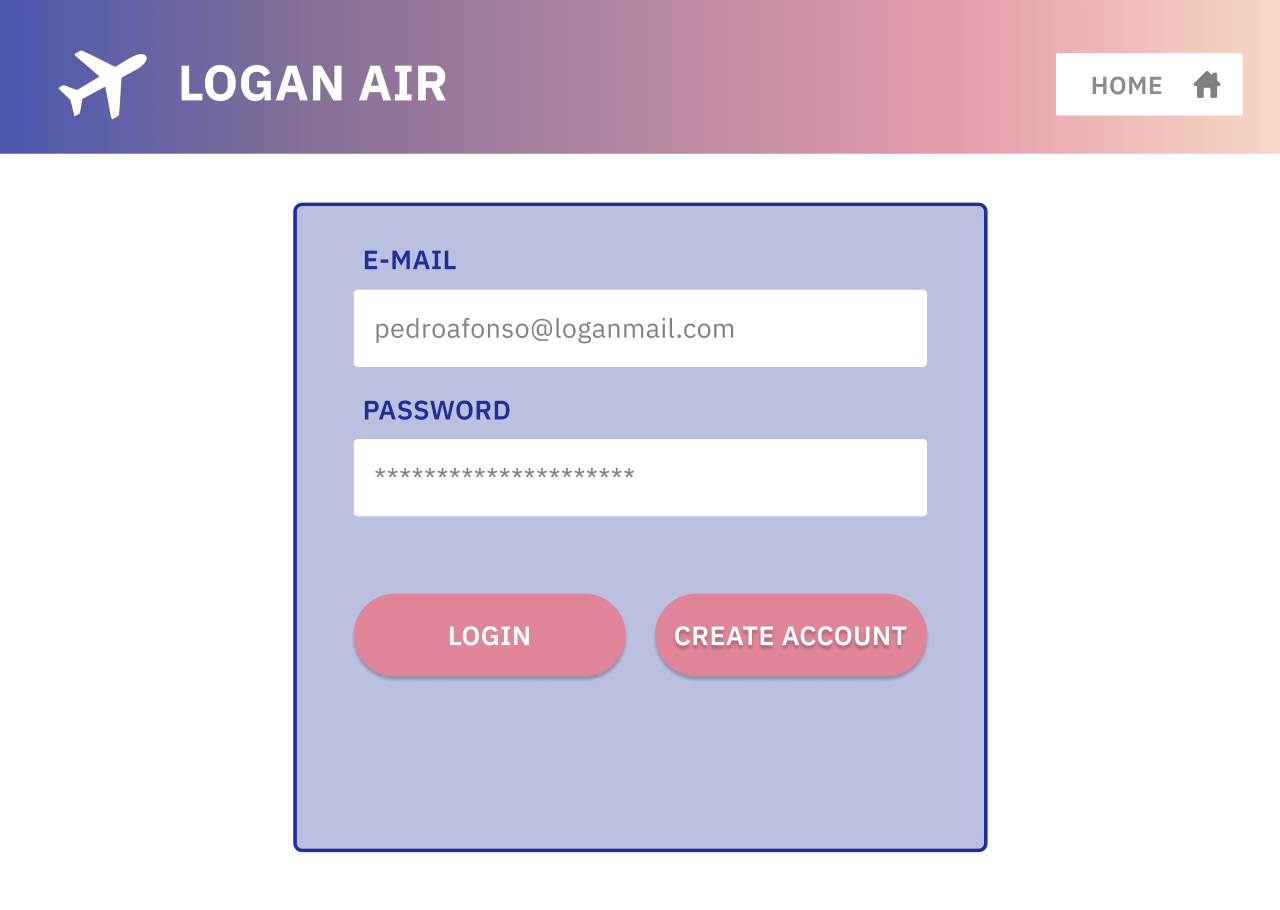 LOGAN AIR
HOME
E-MAIL
pedroafonso@loganmail.com
PASSWORD
*********************
LOGIN
CREATE ACCOUNT